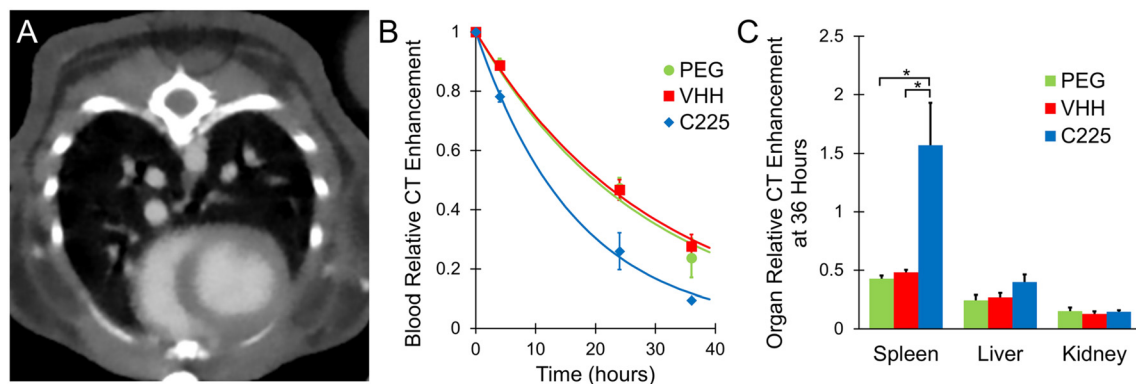 A
B
Blood Relative CT Enhancement
1
0.8
0.6
0.4
0.2
0
0
10
20
30
40
Time (hours)
PEG
VHH
C225
C
Organ Relative CT Enhancement
at 36 Hours
2.5
2
1.5
1
0.5
0
*
*
PEG
VHH
C225
Spleen
Liver
Kidney